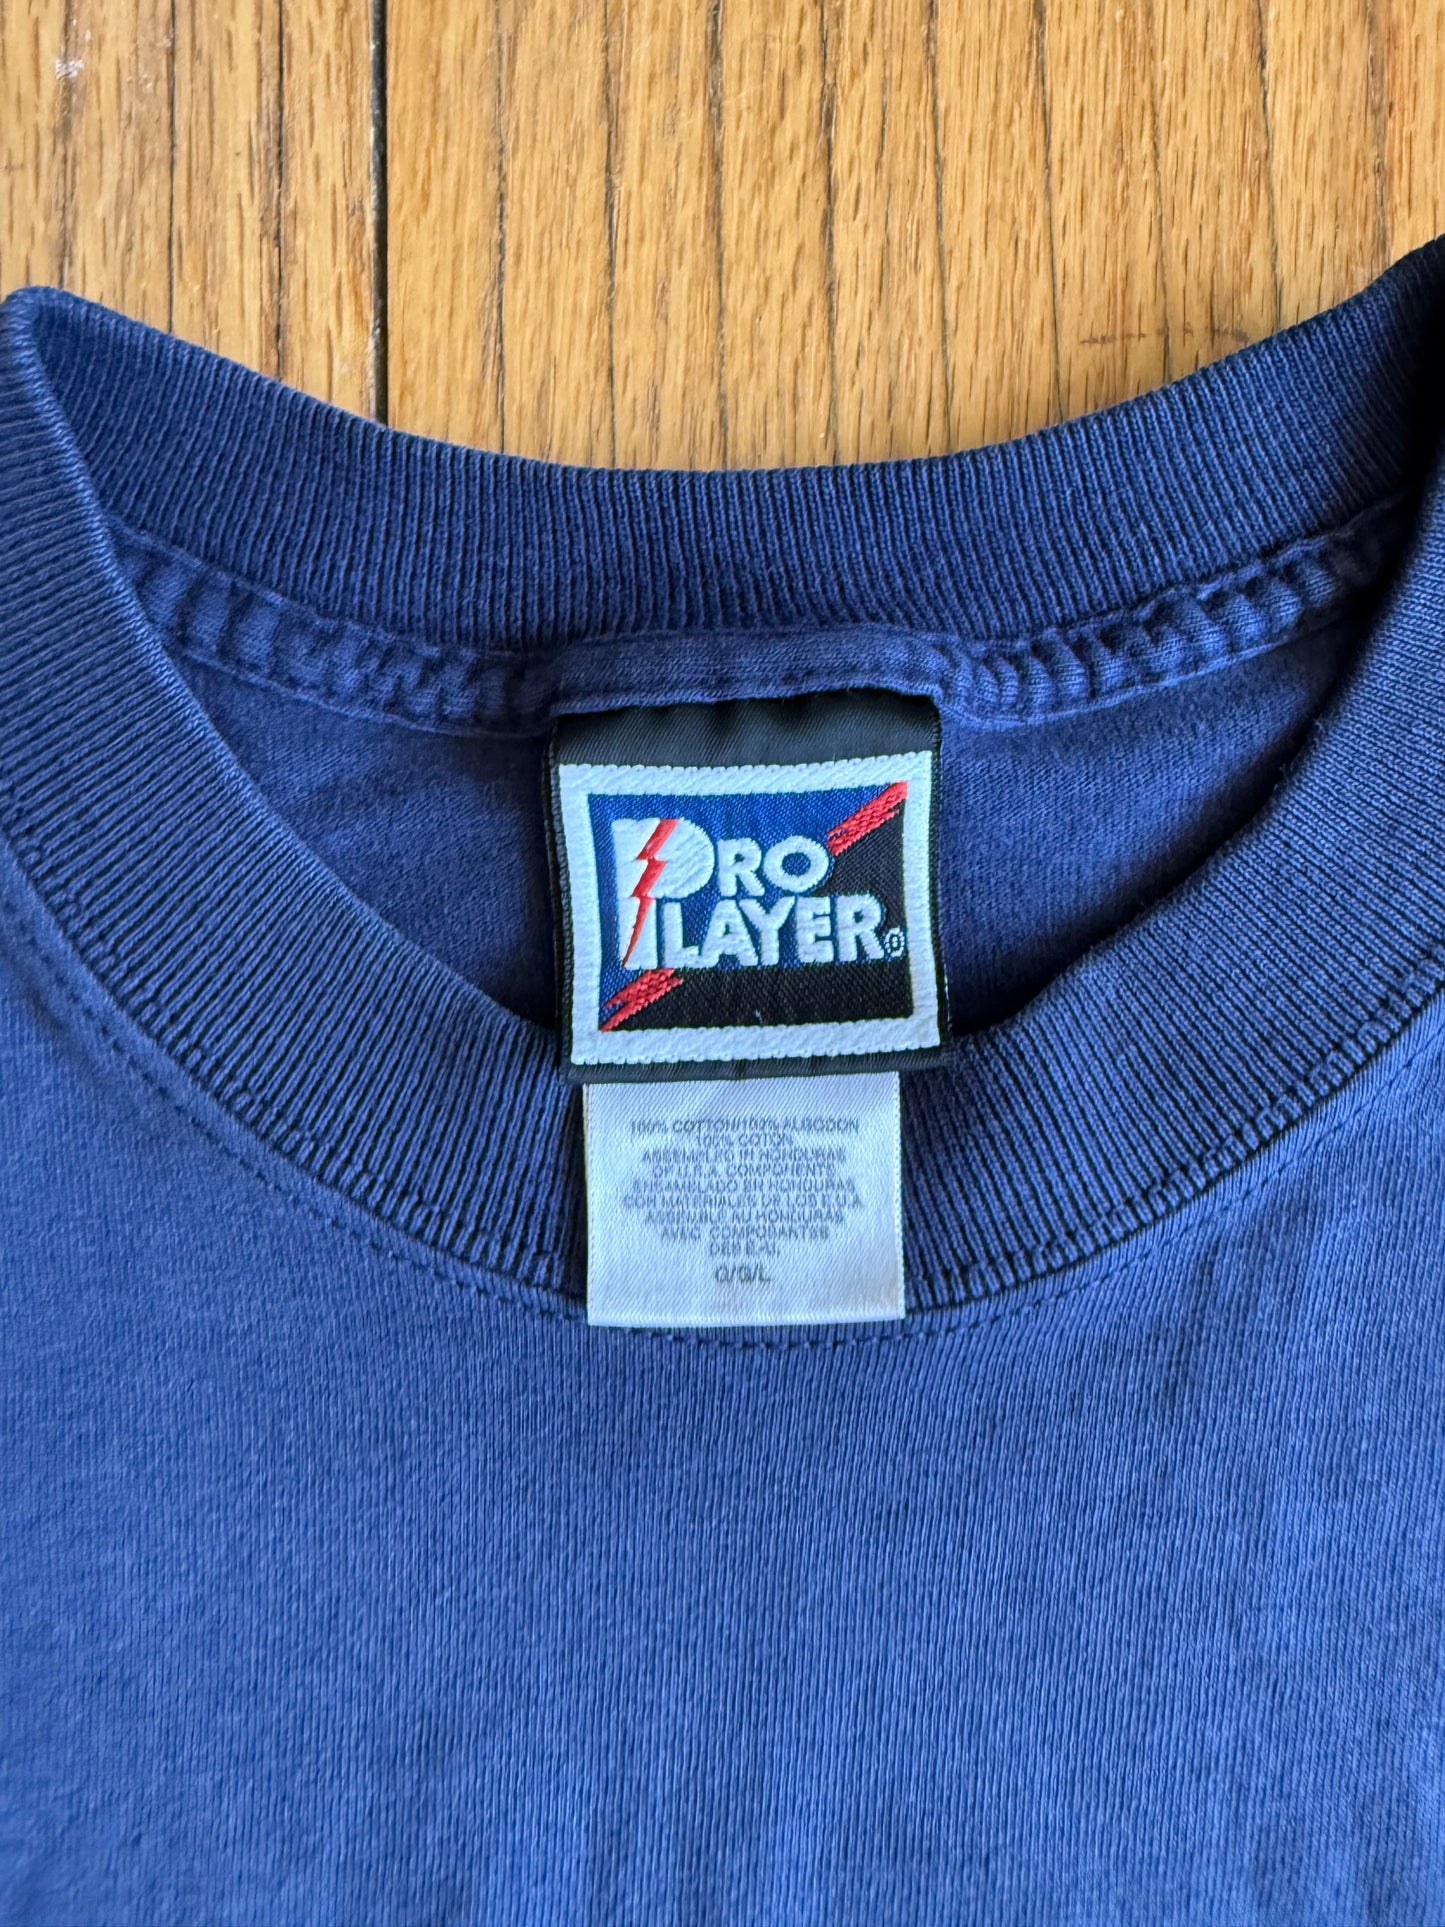 PRO
PLAYER®
100% COTTON/100% ALGODON
100% COTON
ASSEMBLED IN HONDURAS
OF U.S.A. COMPONENTS
ENSAMBLADO EN HONDURAS
CON MATERIALES DE LOS E.U.A
ASSEMBLE AU HONDURAS
AVEC COMPOSANTES
DES E.-U.
G/G/L